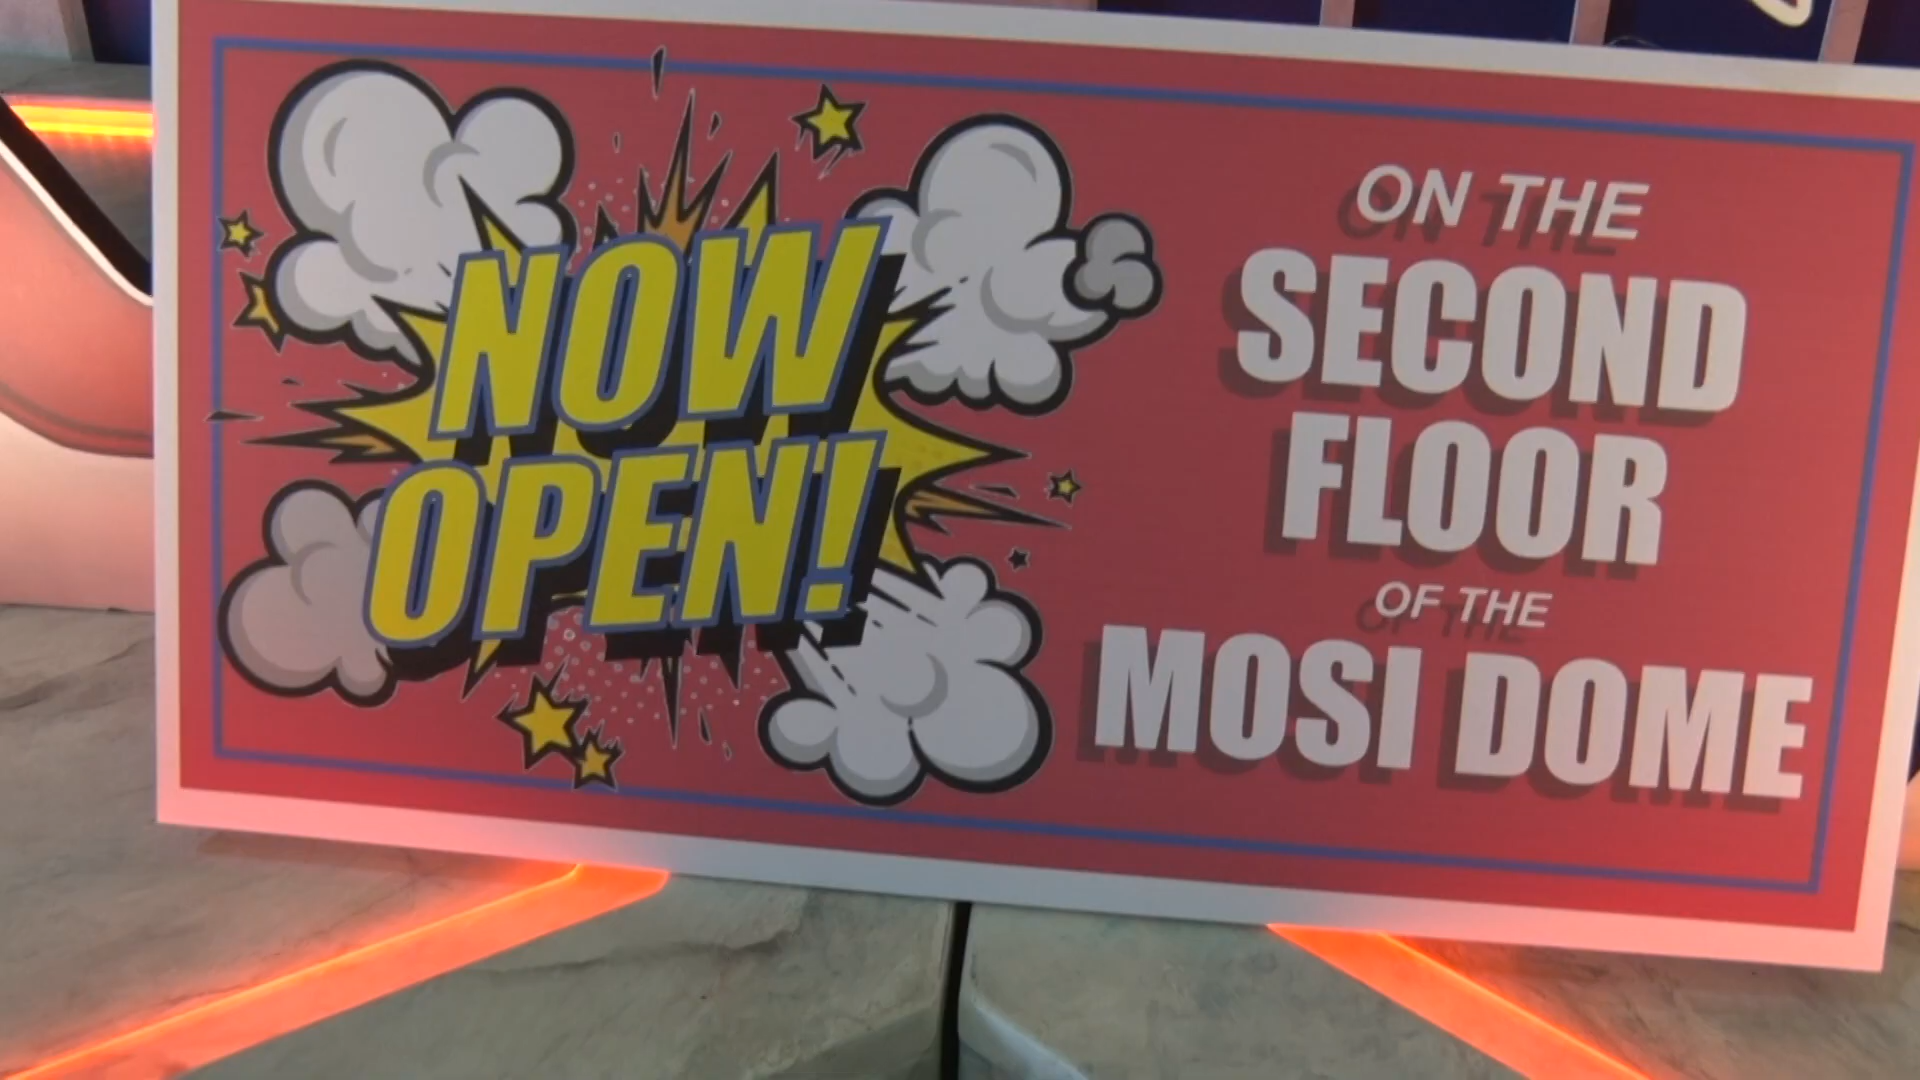 NOW
OPEN!
ON THE
SECOND
FLOOR
OF THE
MOSI DOME